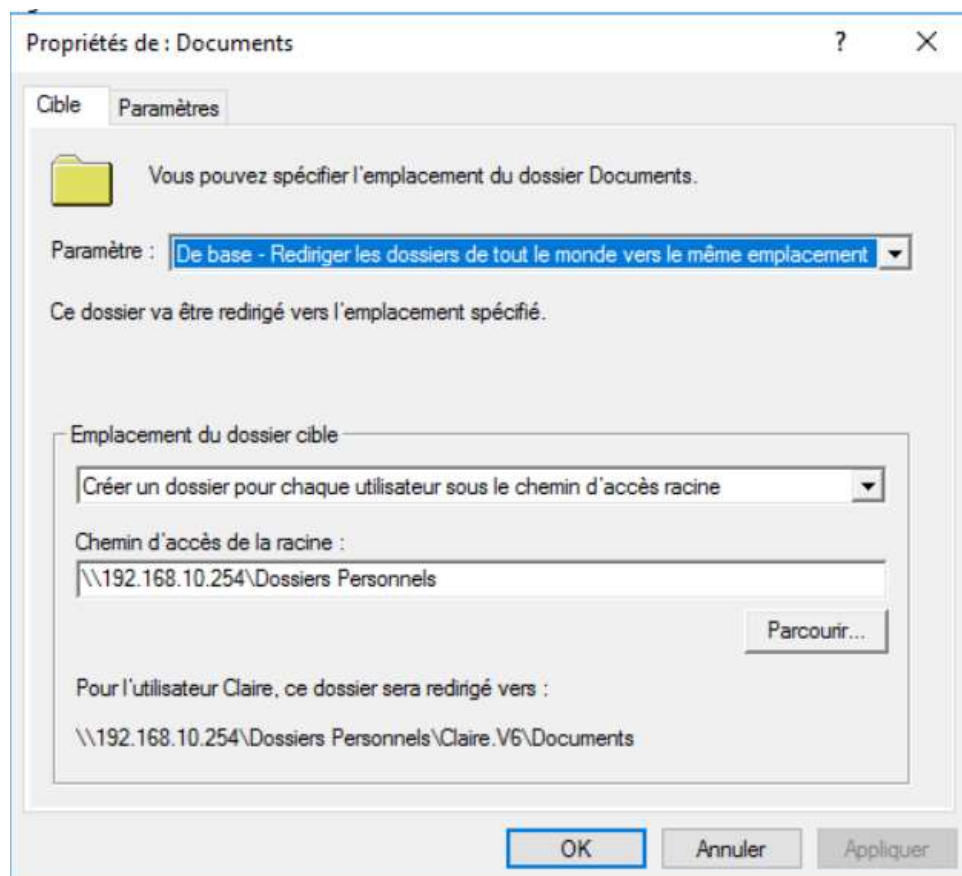 Propriétés de : Documents ?
Cible Paramètres
Vous pouvez spécifier l'emplacement du dossier Documents.
Paramètre : De base - Rediriger les dossiers de tout le monde vers le même emplacement
Ce dossier va être redirigé vers l'emplacement spécifié.
Emplacement du dossier cible
Créer un dossier pour chaque utilisateur sous le chemin d'accès racine
Chemin d'accès de la racine :
\\192.168.10.254\Dossiers Personnels
Parcourir...
Pour l'utilisateur Claire, ce dossier sera redirigé vers :
\\192.168.10.254\Dossiers Personnels\Claire.V6\Documents
OK Annuler Appliquer